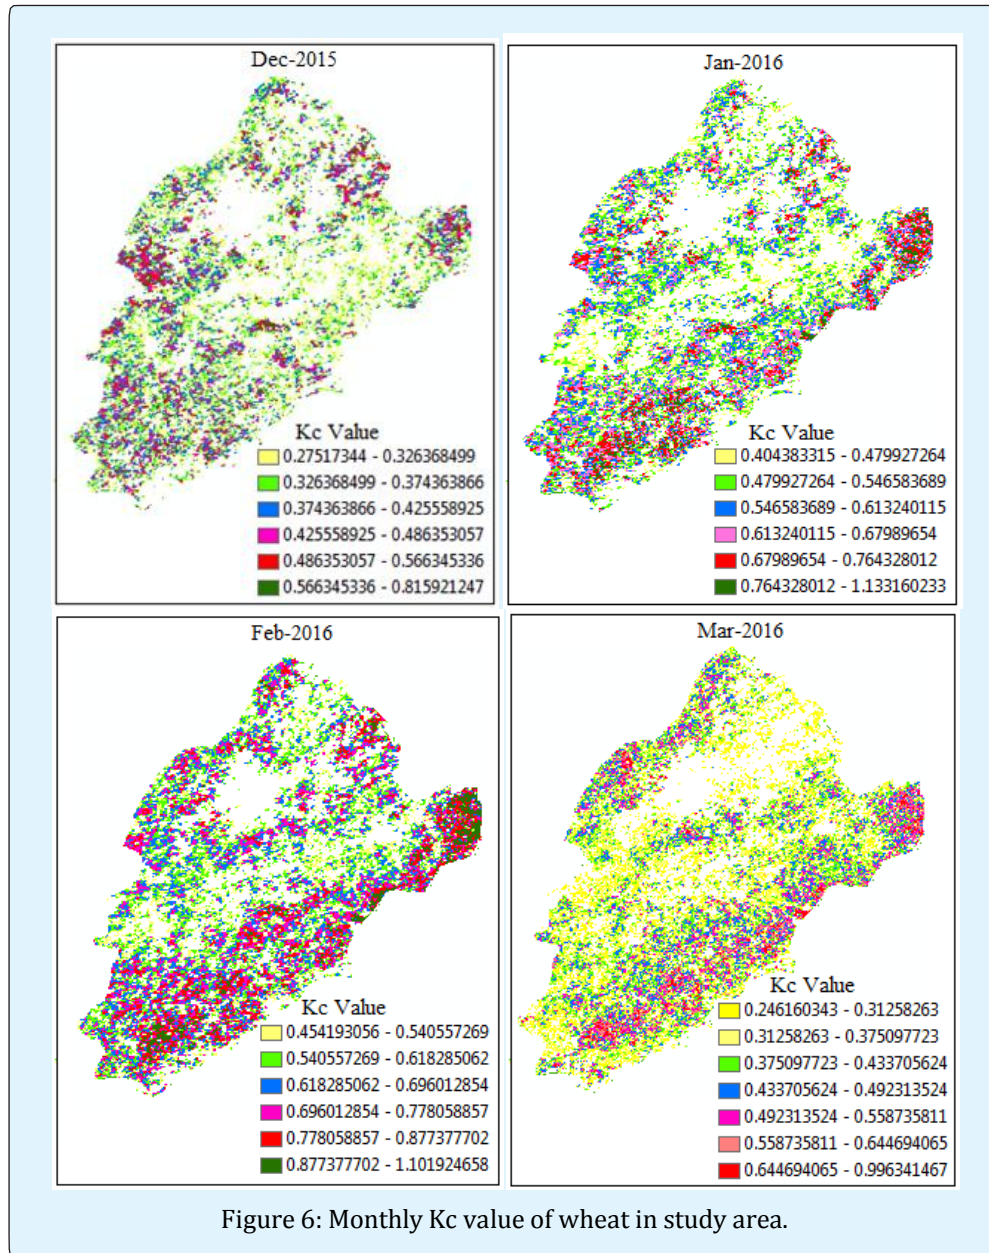 Dec-2015
Kc Value
0.27517344 - 0.326368499
0.326368499 - 0.374363866
0.374363866 - 0.425558925
0.425558925 - 0.486353057
0.486353057 - 0.566345336
0.566345336 - 0.815921247
Jan-2016
Kc Value
0.404383315 - 0.479927264
0.479927264 - 0.546583689
0.546583689 - 0.613240115
0.613240115 - 0.67989654
0.67989654 - 0.764328012
0.764328012 - 1.133160233
Feb-2016
Kc Value
0.454193056 - 0.540557269
0.540557269 - 0.618285062
0.618285062 - 0.696012854
0.696012854 - 0.778058857
0.778058857 - 0.877377702
0.877377702 - 1.101924658
Mar-2016
Kc Value
0.246160343 - 0.31258263
0.31258263 - 0.375097723
0.375097723 - 0.433705624
0.433705624 - 0.492313524
0.492313524 - 0.558735811
0.558735811 - 0.644694065
0.644694065 - 0.996341467
Figure 6: Monthly Kc value of wheat in study area.